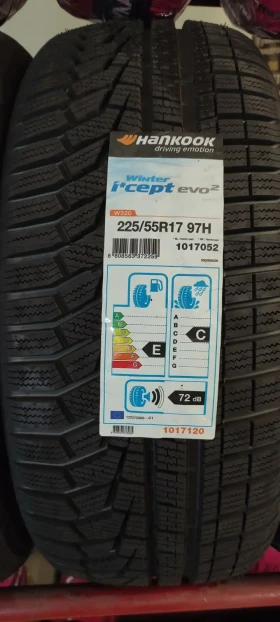 HANKOOK
driving emotion
Winter
i*cept evo2
W320
225/55R17 97H
1017052
A
B
C
D
E
F
G
E
A
B
C
D
E
F
G
C
72 dB
1017120